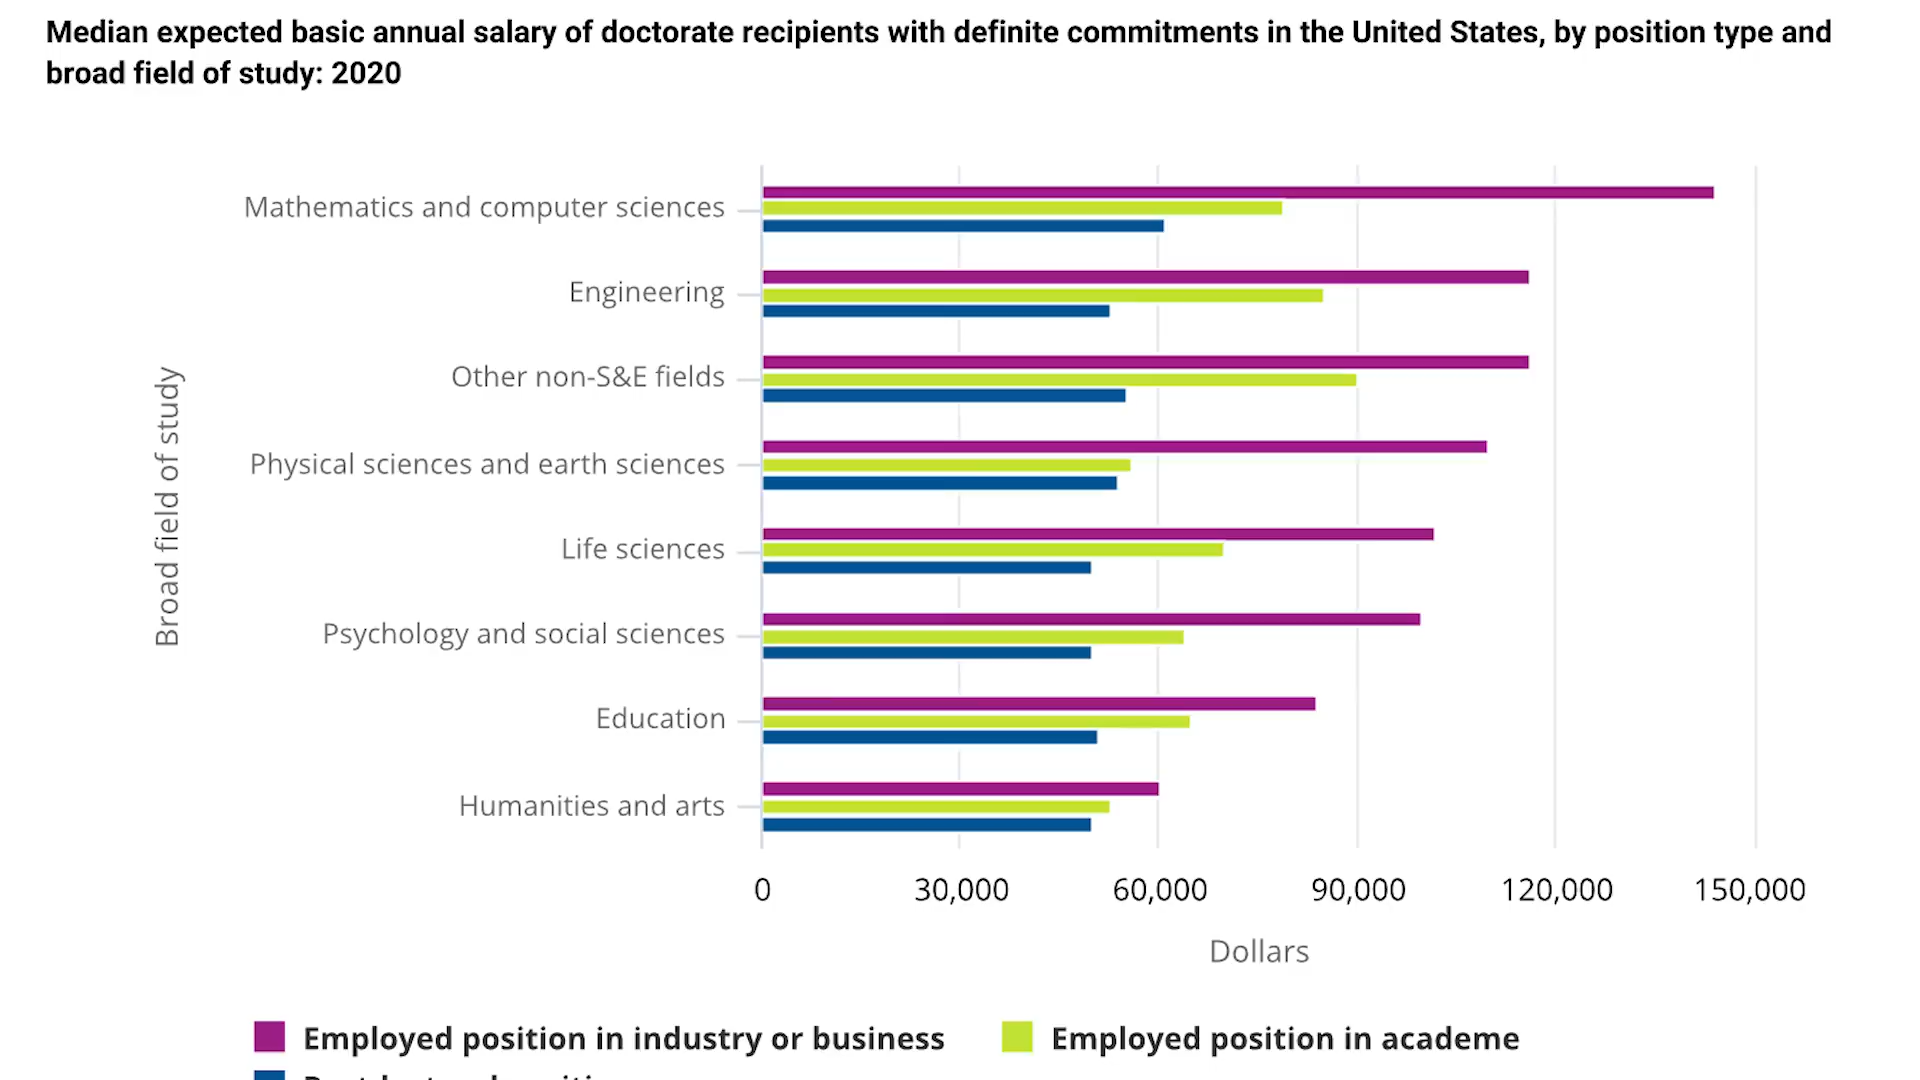 Median expected basic annual salary of doctorate recipients with definite commitments in the United States, by position type and
broad field of study: 2020
Broad field of study
Mathematics and computer sciences
Engineering
Other non-S&E fields
Physical sciences and earth sciences
Life sciences
Psychology and social sciences
Education
Humanities and arts
0 30,000 60,000 90,000 120,000 150,000
Dollars
Employed position in industry or business
Employed position in academe